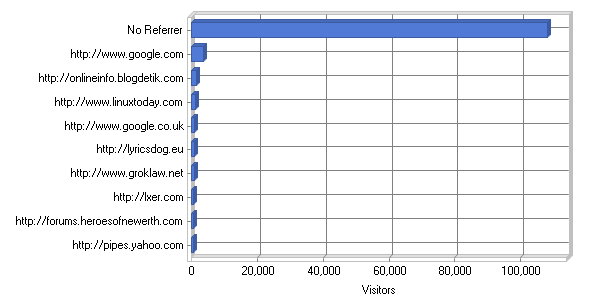 No Referrer
http://www.google.com
http://onlineinfo.blogdetik.com
http://www.linuxtoday.com
http://www.google.co.uk
http://lyricsdog.eu
http://www.groklaw.net
http://lxer.com
http://forums.heroesofnewerth.com
http://pipes.yahoo.com
0 20,000 40,000 60,000 80,000 100,000
Visitors